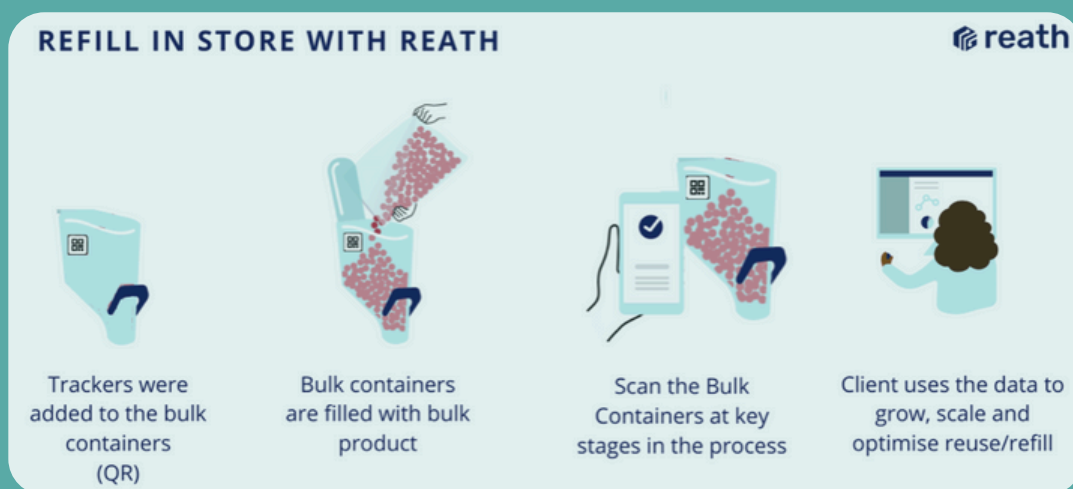 REFILL IN STORE WITH REATH
reath
Trackers were
added to the bulk
containers
(QR)
Bulk containers
are filled with bulk
product
Scan the Bulk
Containers at key
stages in the process
Client uses the data to
grow, scale and
optimise reuse/refill